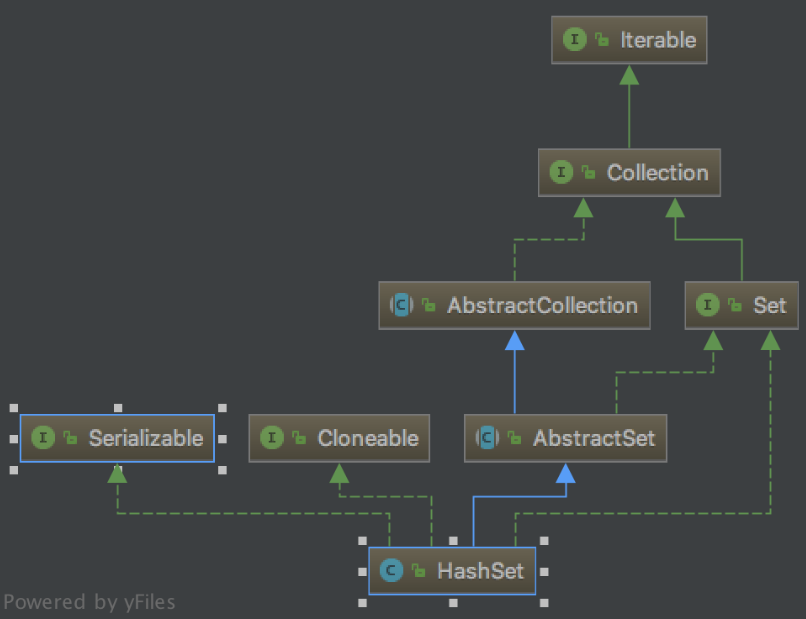 I Iterable
I Collection
C AbstractCollection
I Set
I Serializable
I Cloneable
C AbstractSet
C HashSet
Powered by yFiles